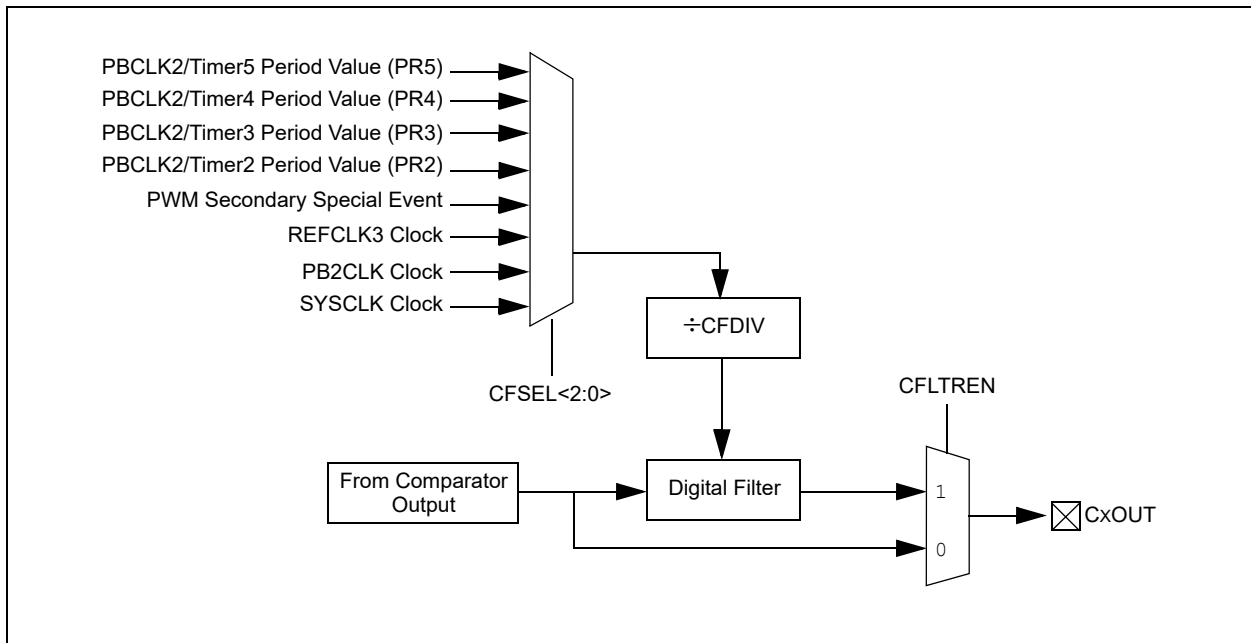 PBCLK2/Timer5 Period Value (PR5)
PBCLK2/Timer4 Period Value (PR4)
PBCLK2/Timer3 Period Value (PR3)
PBCLK2/Timer2 Period Value (PR2)
PWM Secondary Special Event
REFCLK3 Clock
PB2CLK Clock
SYSCLK Clock
÷CFDIV
CFSEL<2:0>
CFLTREN
From Comparator
Output
Digital Filter
1
0
CxOUT